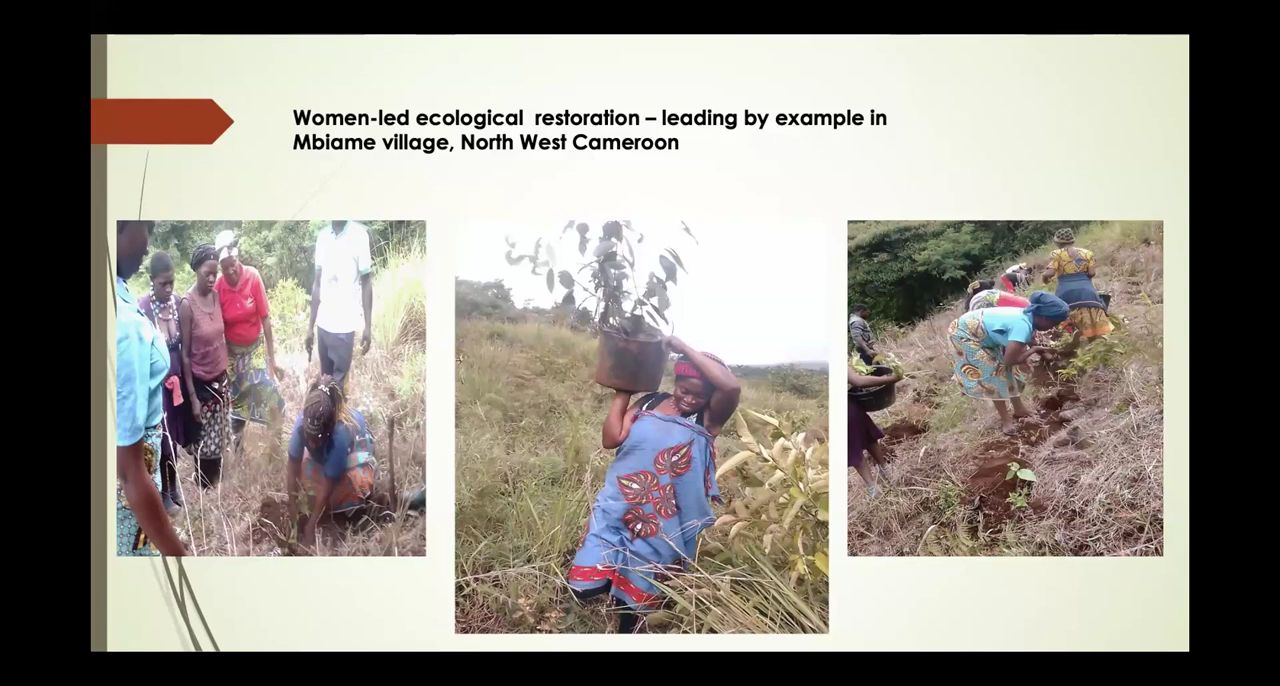 Women-led ecological restoration – leading by example in
Mbiame village, North West Cameroon